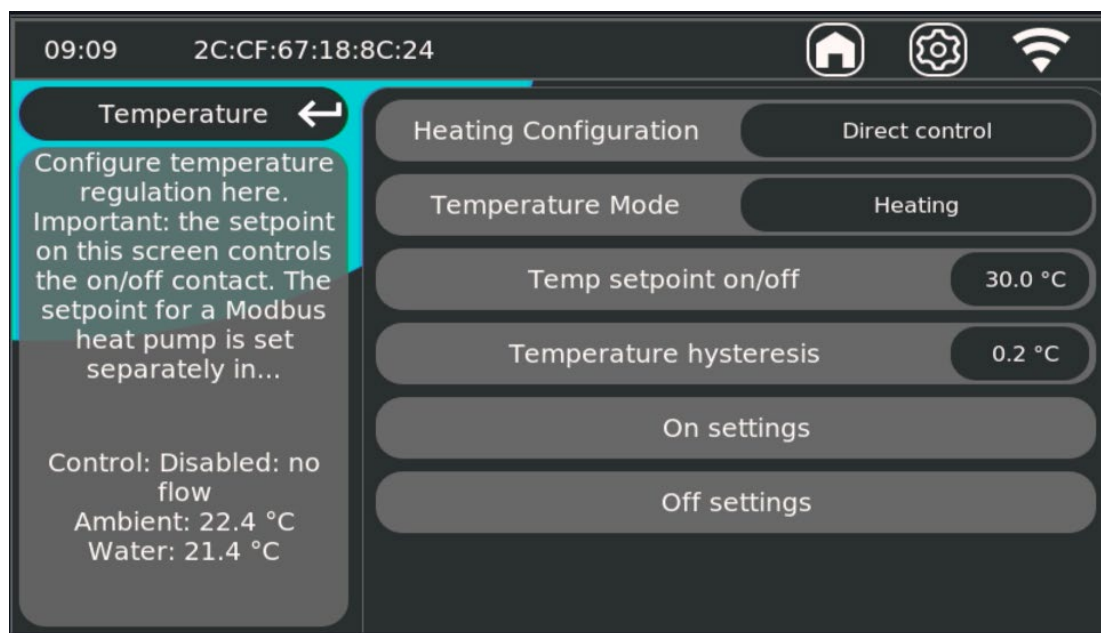 09:09 2C:CF:67:18:8C:24
Temperature
Configure temperature
regulation here.
Important: the setpoint
on this screen controls
the on/off contact. The
setpoint for a Modbus
heat pump is set
separately in...
Control: Disabled: no
flow
Ambient: 22.4 °C
Water: 21.4 °C
Heating Configuration Direct control
Temperature Mode Heating
Temp setpoint on/off 30.0 °C
Temperature hysteresis 0.2 °C
On settings
Off settings